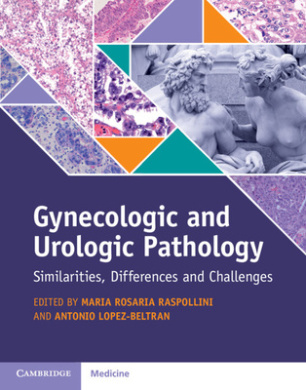 Gynecologic and
Urologic Pathology
Similarities, Differences and Challenges
EDITED BY MARIA ROSARIA RASPOLLINI
AND ANTONIO LOPEZ-BELTRAN
CAMBRIDGE Medicine